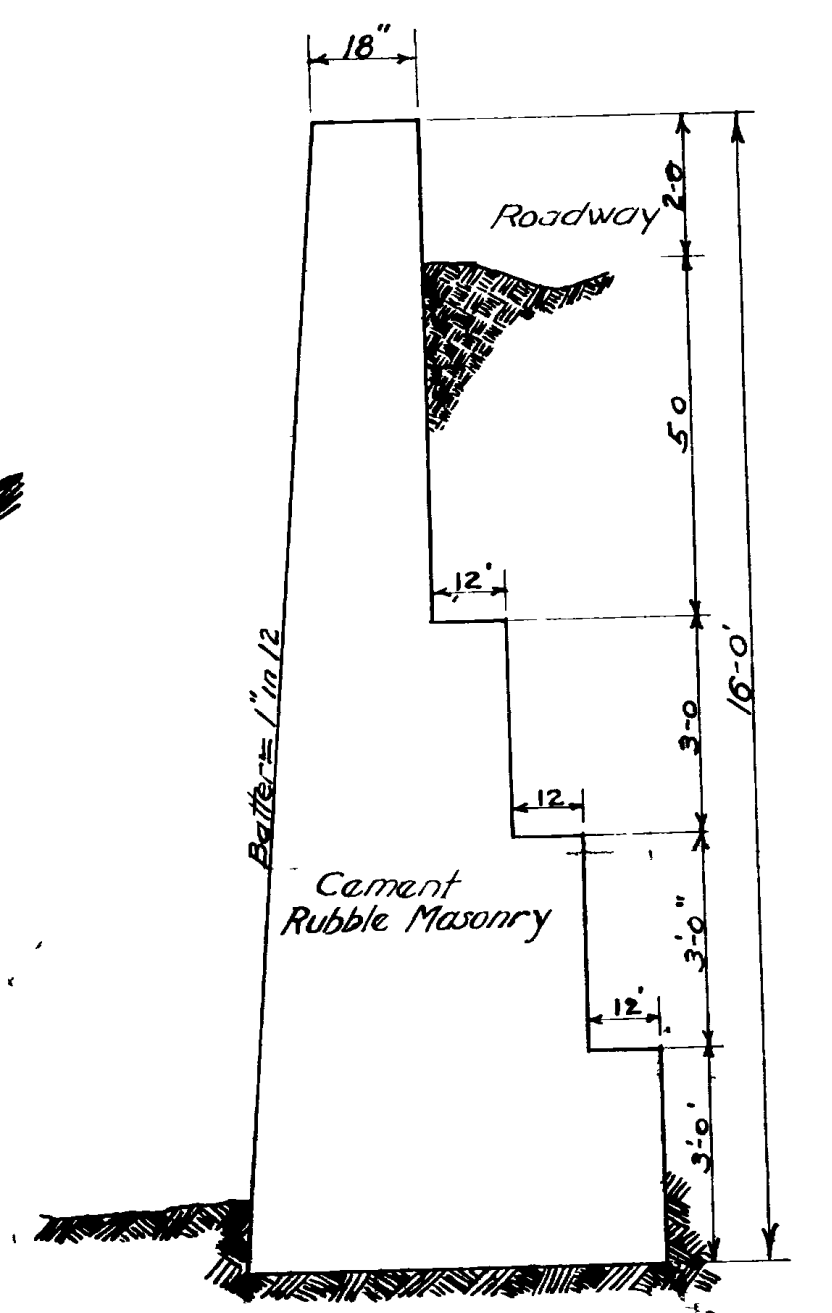 18"
2-0
Roadway
5 0
12'
16-0'
Batter = 1" in 12
3-0
12
Cement
Rubble Masonry
3'-0"
12'
3'-0'